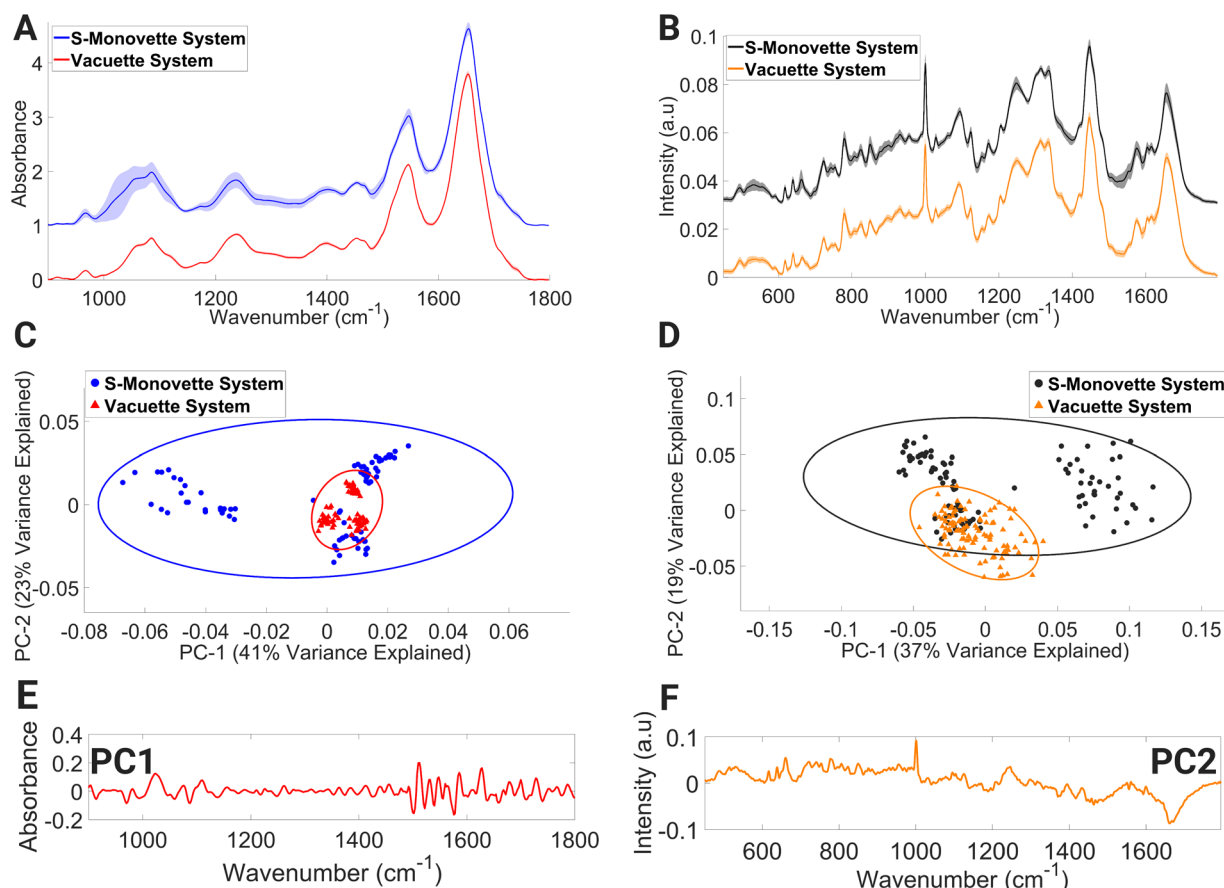 A
S-Monovette System
Vacuette System
Absorbance
4
3
2
1
0
1000
1200
1400
1600
1800
Wavenumber (cm-1)
B
S-Monovette System
Vacuette System
Intensity (a.u)
0.1
0.08
0.06
0.04
0.02
0
600
800
1000
1200
1400
1600
Wavenumber (cm-1)
C
S-Monovette System
Vacuette System
PC-2 (23% Variance Explained)
0.05
0
-0.05
-0.08
-0.06
-0.04
-0.02
0
0.02
0.04
0.06
PC-1 (41% Variance Explained)
D
S-Monovette System
Vacuette System
PC-2 (19% Variance Explained)
0.1
0.05
0
-0.05
-0.15
-0.1
-0.05
0
0.05
0.1
0.15
PC-1 (37% Variance Explained)
E
PC1
Absorbance
0.4
0.2
0
-0.2
1000
1200
1400
1600
1800
Wavenumber (cm-1)
F
PC2
Intensity (a.u)
0.1
0
-0.1
600
800
1000
1200
1400
1600
Wavenumber (cm-1)